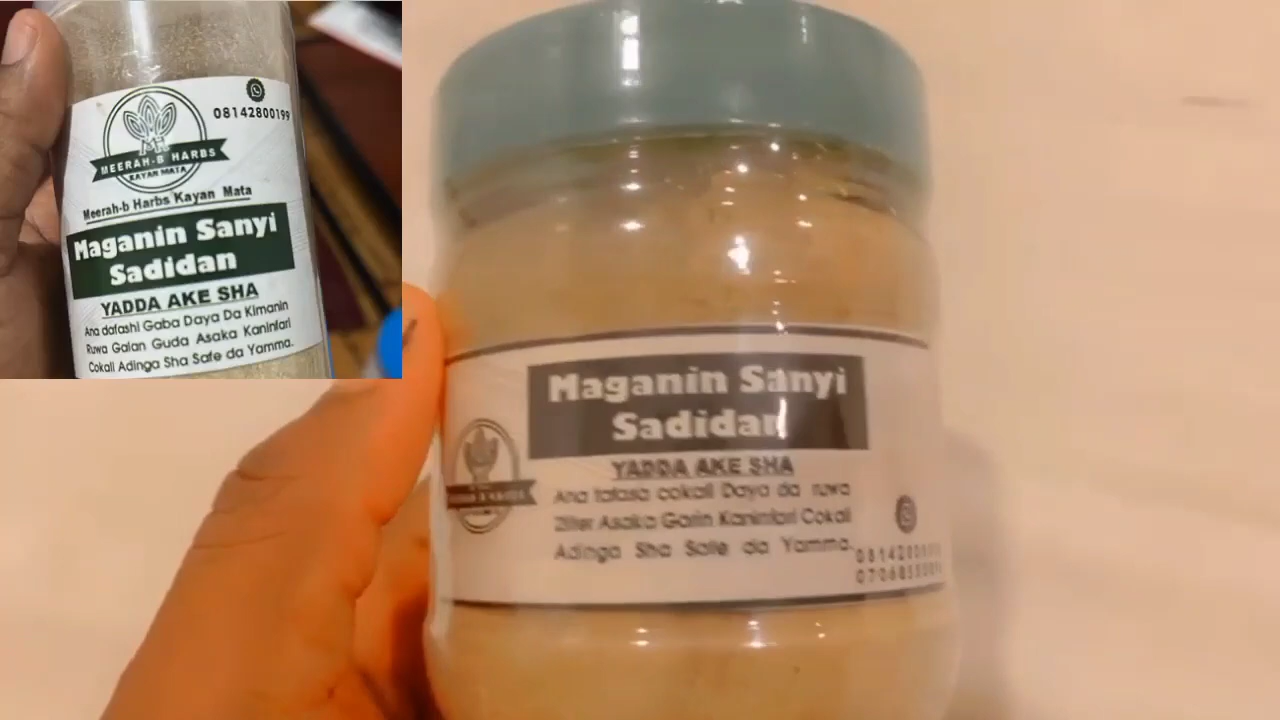 08142800199
MH
MEERAH-B HARBS
KAYAN MATA
Meerah-b Harbs Kayan Mata
Maganin Sanyi
Sadidan
YADDA AKE SHA
Ana dafashi Gaba Daya Da Kimanin
Ruwa Galan Guda Asaka Kaninfari
Cokali Adinga Sha Safe da Yamma.
Maganin Sanyi
Sadidan
YADDA AKE SHA
Ana tafasa cokali Daya da ruwa
2liter Asaka Garin Kaninfari Cokali
Adinga Sha Safe da Yamma.